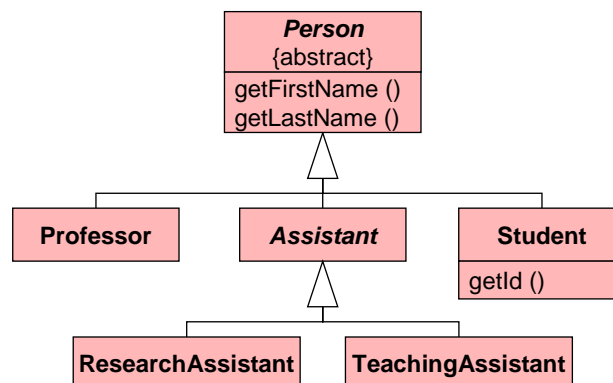 Person
{abstract}
getFirstName ()
getLastName ()
Professor
Assistant
Student
getId ()
ResearchAssistant
TeachingAssistant